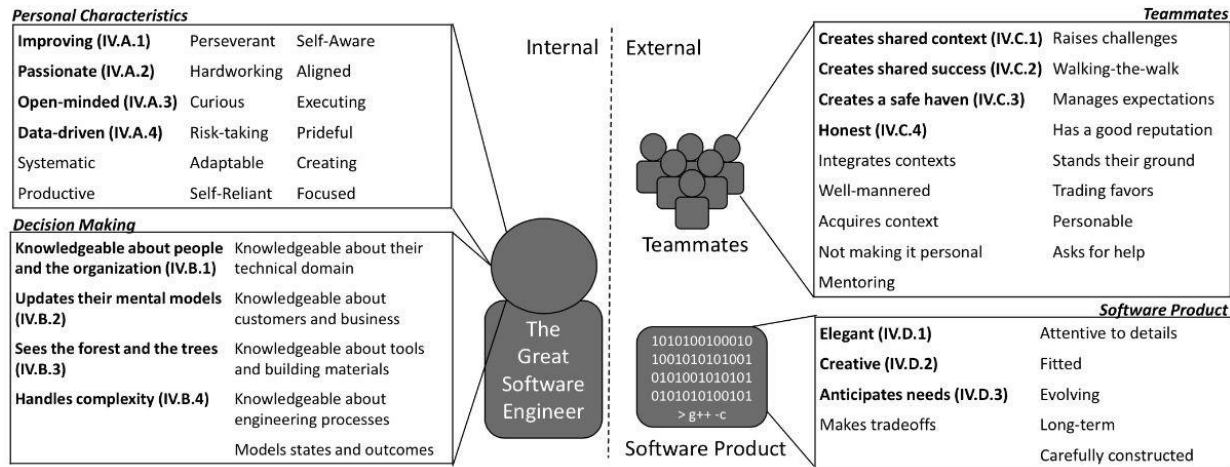 Personal Characteristics
Improving (IV.A.1) Perseverant Self-Aware
Passionate (IV.A.2) Hardworking Aligned
Open-minded (IV.A.3) Curious Executing
Data-driven (IV.A.4) Risk-taking Prideful
Systematic Adaptable Creating
Productive Self-Reliant Focused
Decision Making
Knowledgeable about people
and the organization (IV.B.1)
Updates their mental models
(IV.B.2)
Sees the forest and the trees
(IV.B.3)
Handles complexity (IV.B.4)
Knowledgeable about their
technical domain
Knowledgeable about
customers and business
Knowledgeable about tools
and building materials
Knowledgeable about
engineering processes
Models states and outcomes
Internal
External
The
Great
Software
Engineer
Teammates
1010100100010
1001010101001
0101001010101
0101010100101
> g++ -c
Software Product
Teammates
Creates shared context (IV.C.1) Raises challenges
Creates shared success (IV.C.2) Walking-the-walk
Creates a safe haven (IV.C.3) Manages expectations
Honest (IV.C.4) Has a good reputation
Integrates contexts Stands their ground
Well-mannered Trading favors
Acquires context Personable
Not making it personal Asks for help
Mentoring
Software Product
Elegant (IV.D.1) Attentive to details
Creative (IV.D.2) Fitted
Anticipates needs (IV.D.3) Evolving
Makes tradeoffs Long-term
Carefully constructed